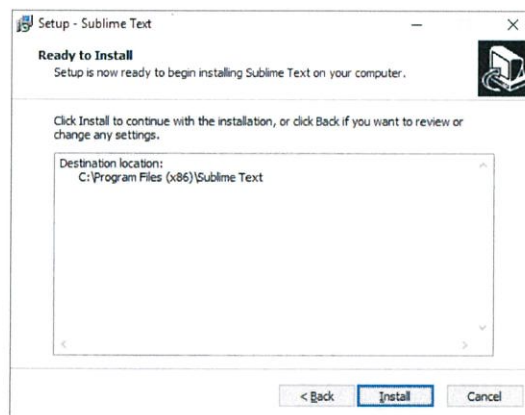 Setup - Sublime Text
Ready to Install
Setup is now ready to begin installing Sublime Text on your computer.
Click Install to continue with the installation, or click Back if you want to review or
change any settings.
Destination location:
C:\Program Files (x86)\Sublime Text
< Back
Install
Cancel